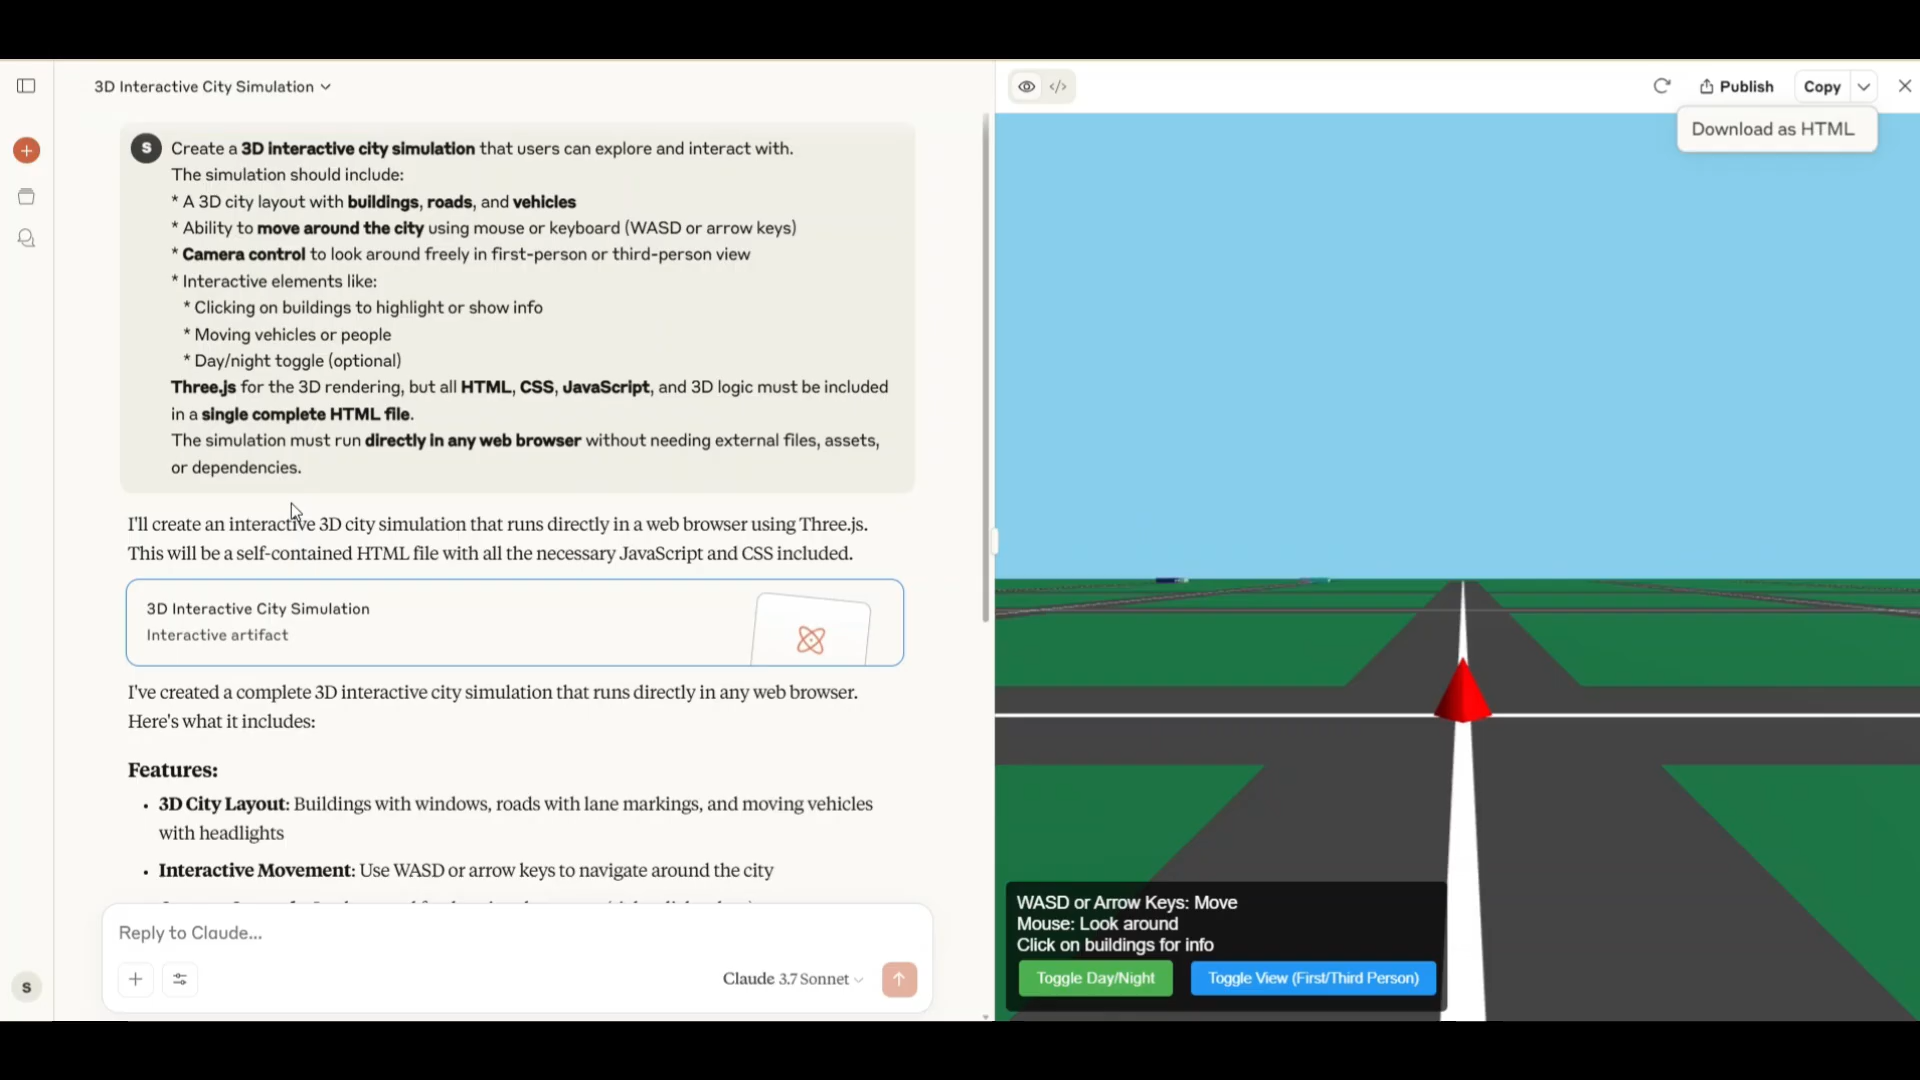 3D Interactive City Simulation
Publish
Copy
Download as HTML
S
Create a 3D interactive city simulation that users can explore and interact with.
The simulation should include:
* A 3D city layout with buildings, roads, and vehicles
* Ability to move around the city using mouse or keyboard (WASD or arrow keys)
* Camera control to look around freely in first-person or third-person view
* Interactive elements like:
* Clicking on buildings to highlight or show info
* Moving vehicles or people
* Day/night toggle (optional)
Three.js for the 3D rendering, but all HTML, CSS, JavaScript, and 3D logic must be included
in a single complete HTML file.
The simulation must run directly in any web browser without needing external files, assets,
or dependencies.
I'll create an interactive 3D city simulation that runs directly in a web browser using Three.js.
This will be a self-contained HTML file with all the necessary JavaScript and CSS included.
3D Interactive City Simulation
Interactive artifact
I've created a complete 3D interactive city simulation that runs directly in any web browser.
Here's what it includes:
Features:
• 3D City Layout: Buildings with windows, roads with lane markings, and moving vehicles
with headlights
• Interactive Movement: Use WASD or arrow keys to navigate around the city
Reply to Claude...
Claude 3.7 Sonnet
S
WASD or Arrow Keys: Move
Mouse: Look around
Click on buildings for info
Toggle Day/Night
Toggle View (First/Third Person)